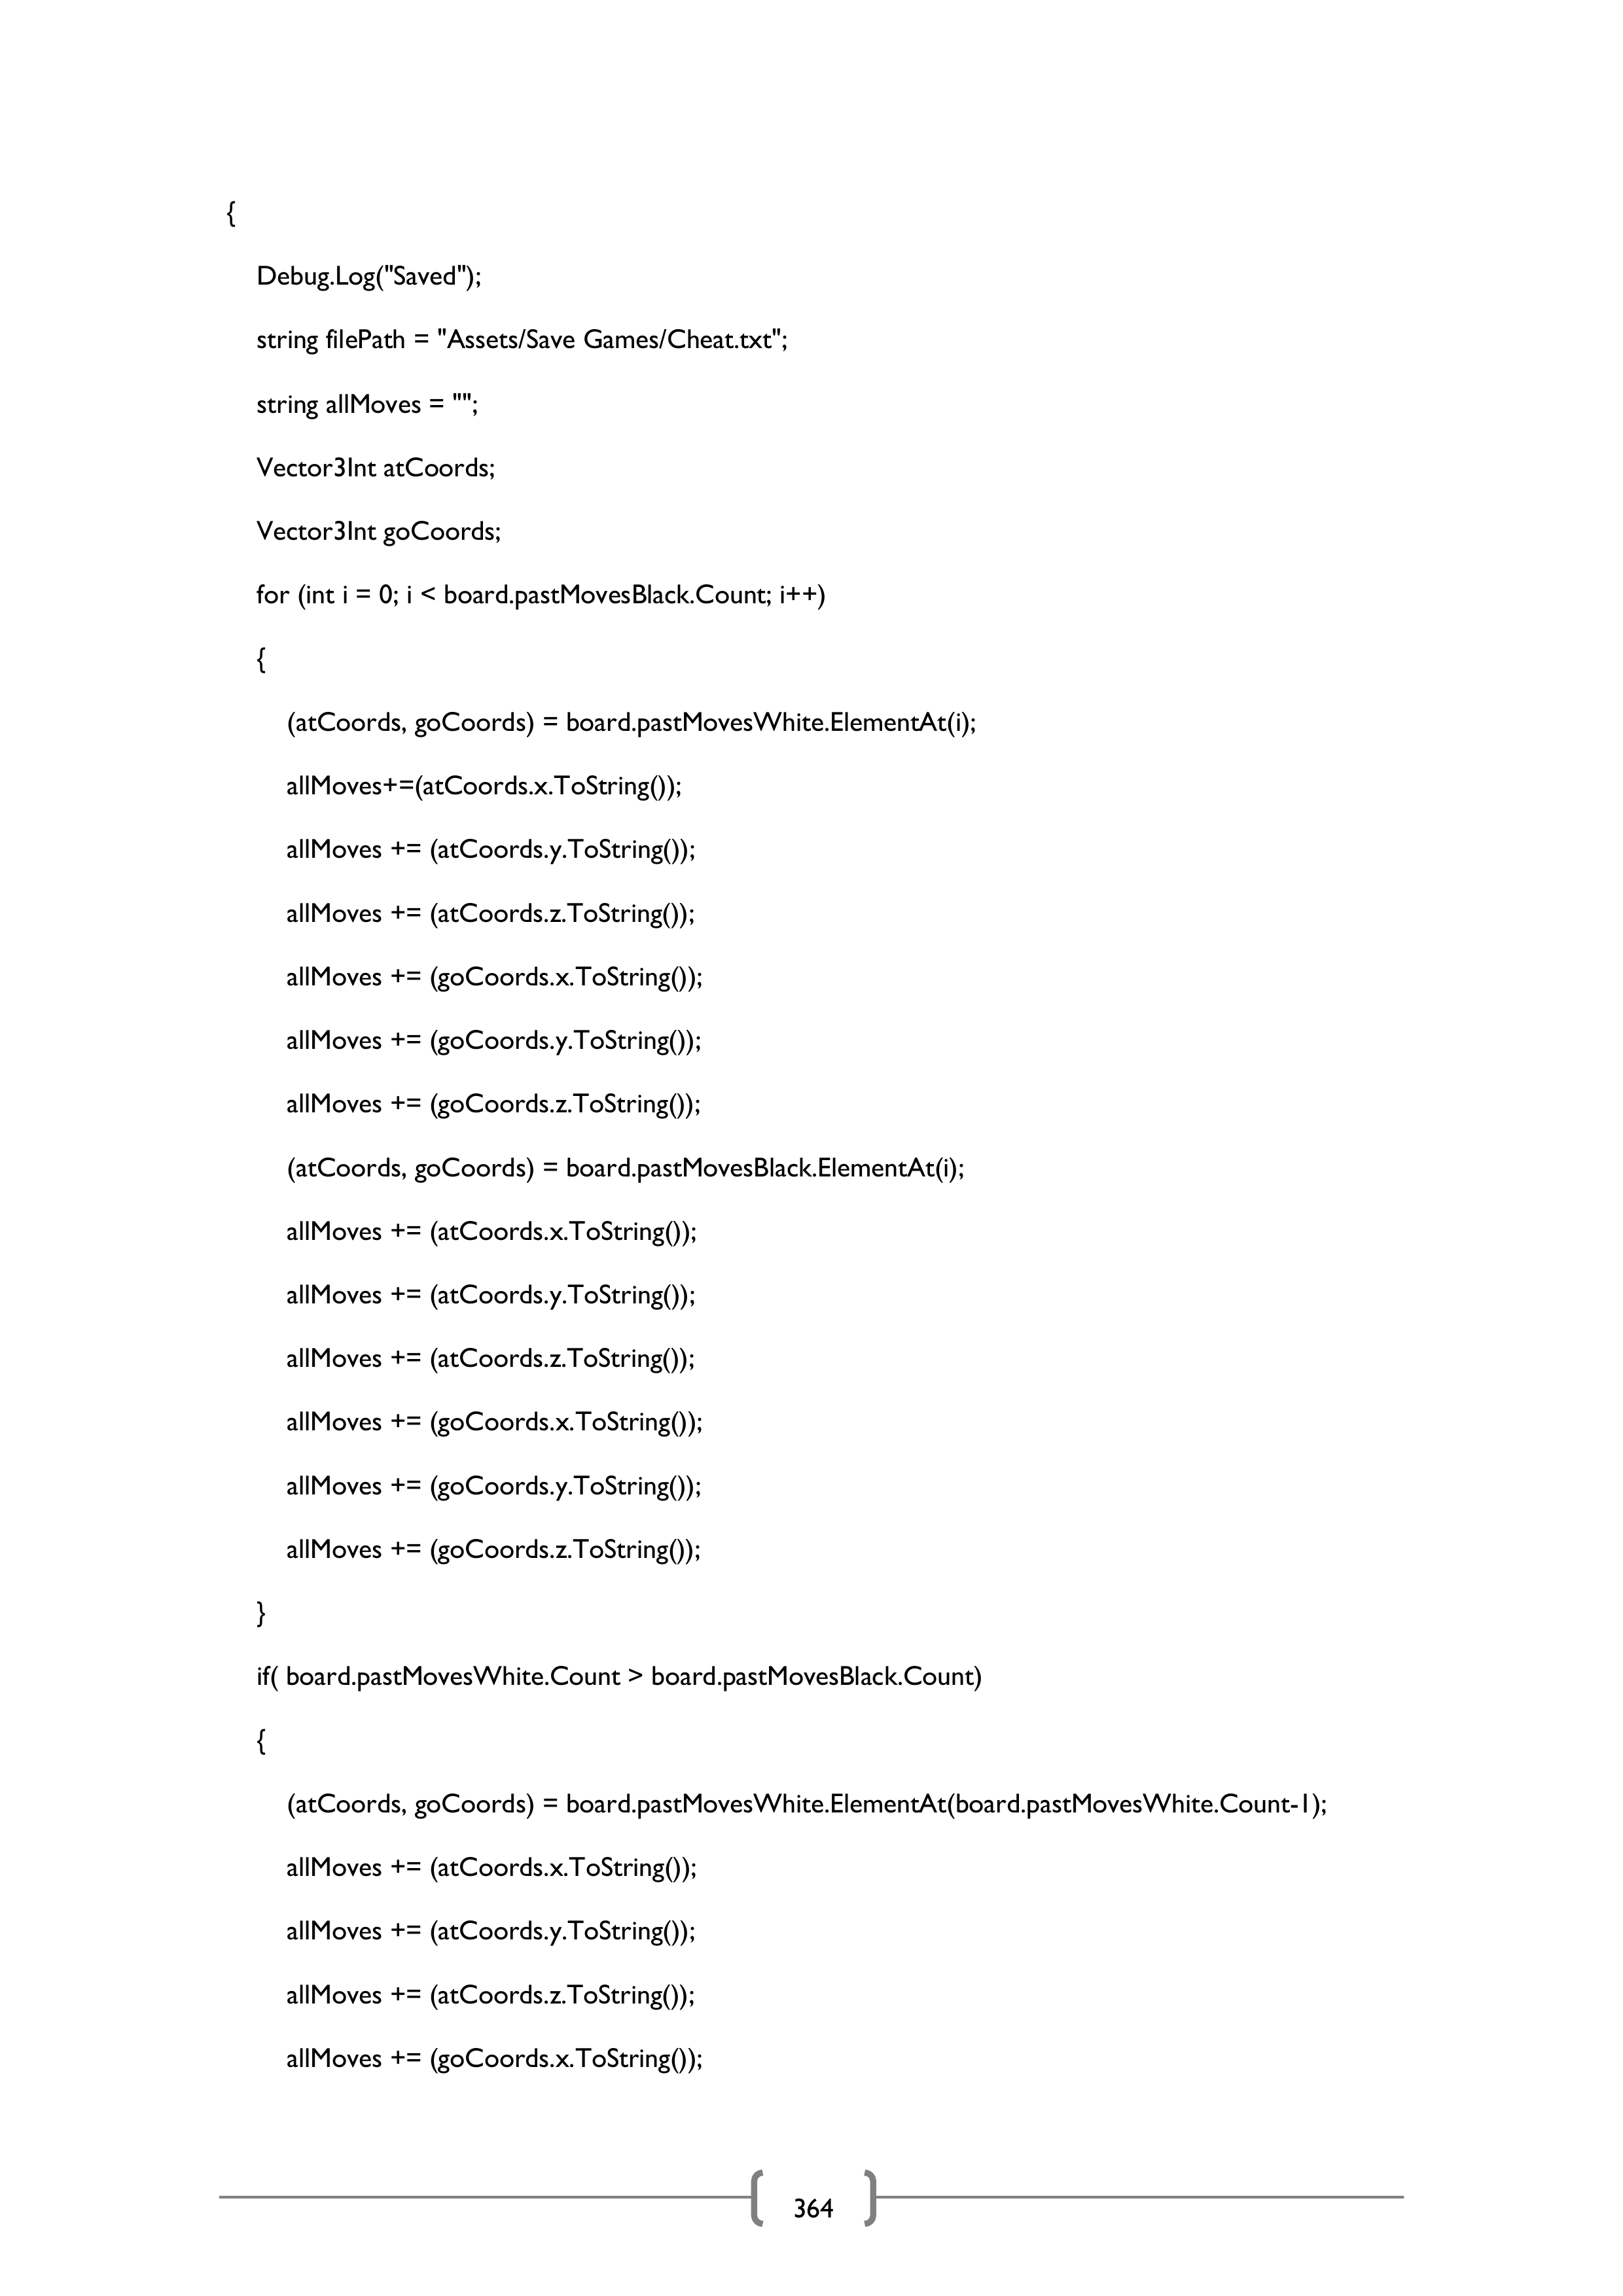 {
Debug.Log("Saved");
string filePath = "Assets/Save Games/Cheat.txt";
string allMoves = "";
Vector3Int atCoords;
Vector3Int goCoords;
for (int i = 0; i < board.pastMovesBlack.Count; i++)
{
(atCoords, goCoords) = board.pastMovesWhite.ElementAt(i);
allMoves+=(atCoords.x.ToString());
allMoves += (atCoords.y.ToString());
allMoves += (atCoords.z.ToString());
allMoves += (goCoords.x.ToString());
allMoves += (goCoords.y.ToString());
allMoves += (goCoords.z.ToString());
(atCoords, goCoords) = board.pastMovesBlack.ElementAt(i);
allMoves += (atCoords.x.ToString());
allMoves += (atCoords.y.ToString());
allMoves += (atCoords.z.ToString());
allMoves += (goCoords.x.ToString());
allMoves += (goCoords.y.ToString());
allMoves += (goCoords.z.ToString());
}
if( board.pastMovesWhite.Count > board.pastMovesBlack.Count)
{
(atCoords, goCoords) = board.pastMovesWhite.ElementAt(board.pastMovesWhite.Count-1);
allMoves += (atCoords.x.ToString());
allMoves += (atCoords.y.ToString());
allMoves += (atCoords.z.ToString());
allMoves += (goCoords.x.ToString());
364